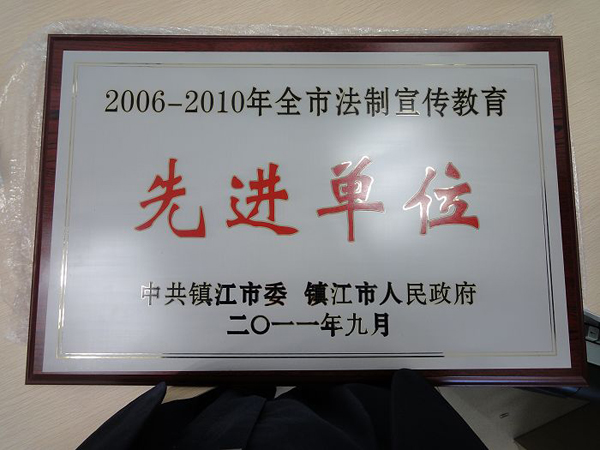 2006-2010年全市法制宣传教育
先进单位
中共镇江市委 镇江市人民政府
二〇一一年九月